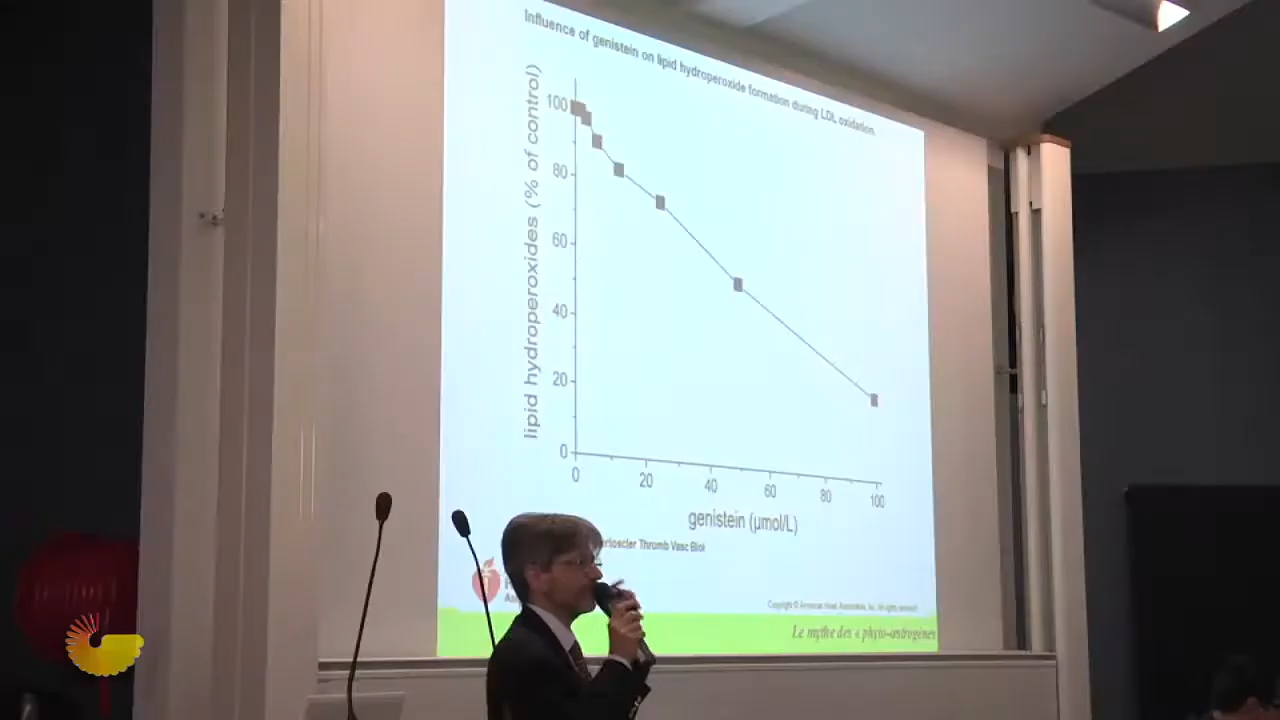 Influence of genistein on lipid hydroperoxide formation during LDL oxidation.
lipid hydroperoxides (% of control)
100
80
60
40
20
0
0 20 40 60 80 100
genistein (µmol/L)
Thromb Vasc Biol
Copyright © American Heart Association, Inc. All rights reserved.
Le mythe des « phyto-œstrogènes